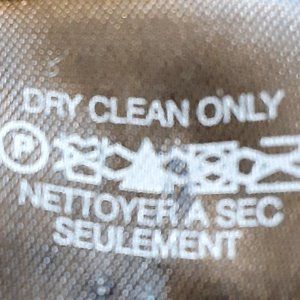 DRY CLEAN ONLY
P
NETTOYER A SEC
SEULEMENT